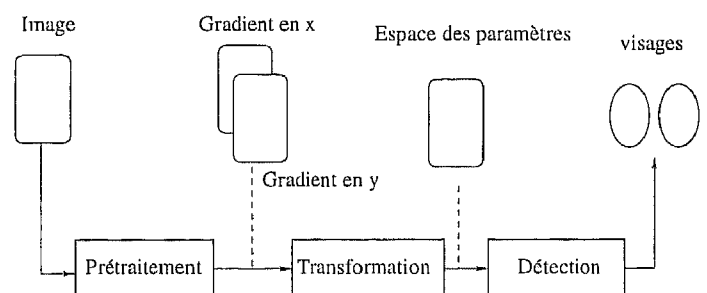 Image
Gradient en x
Espace des paramètres
visages
Gradient en y
Prétraitement
Transformation
Détection